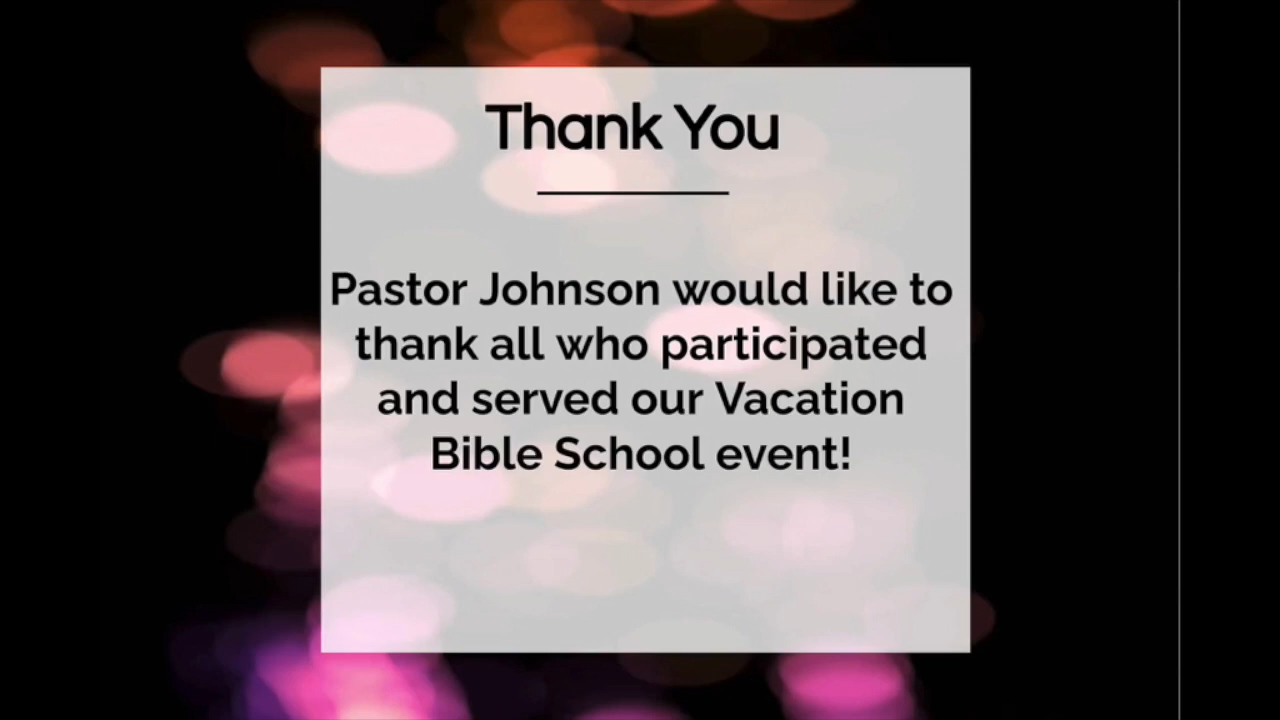 Thank You
Pastor Johnson would like to
thank all who participated
and served our Vacation
Bible School event!